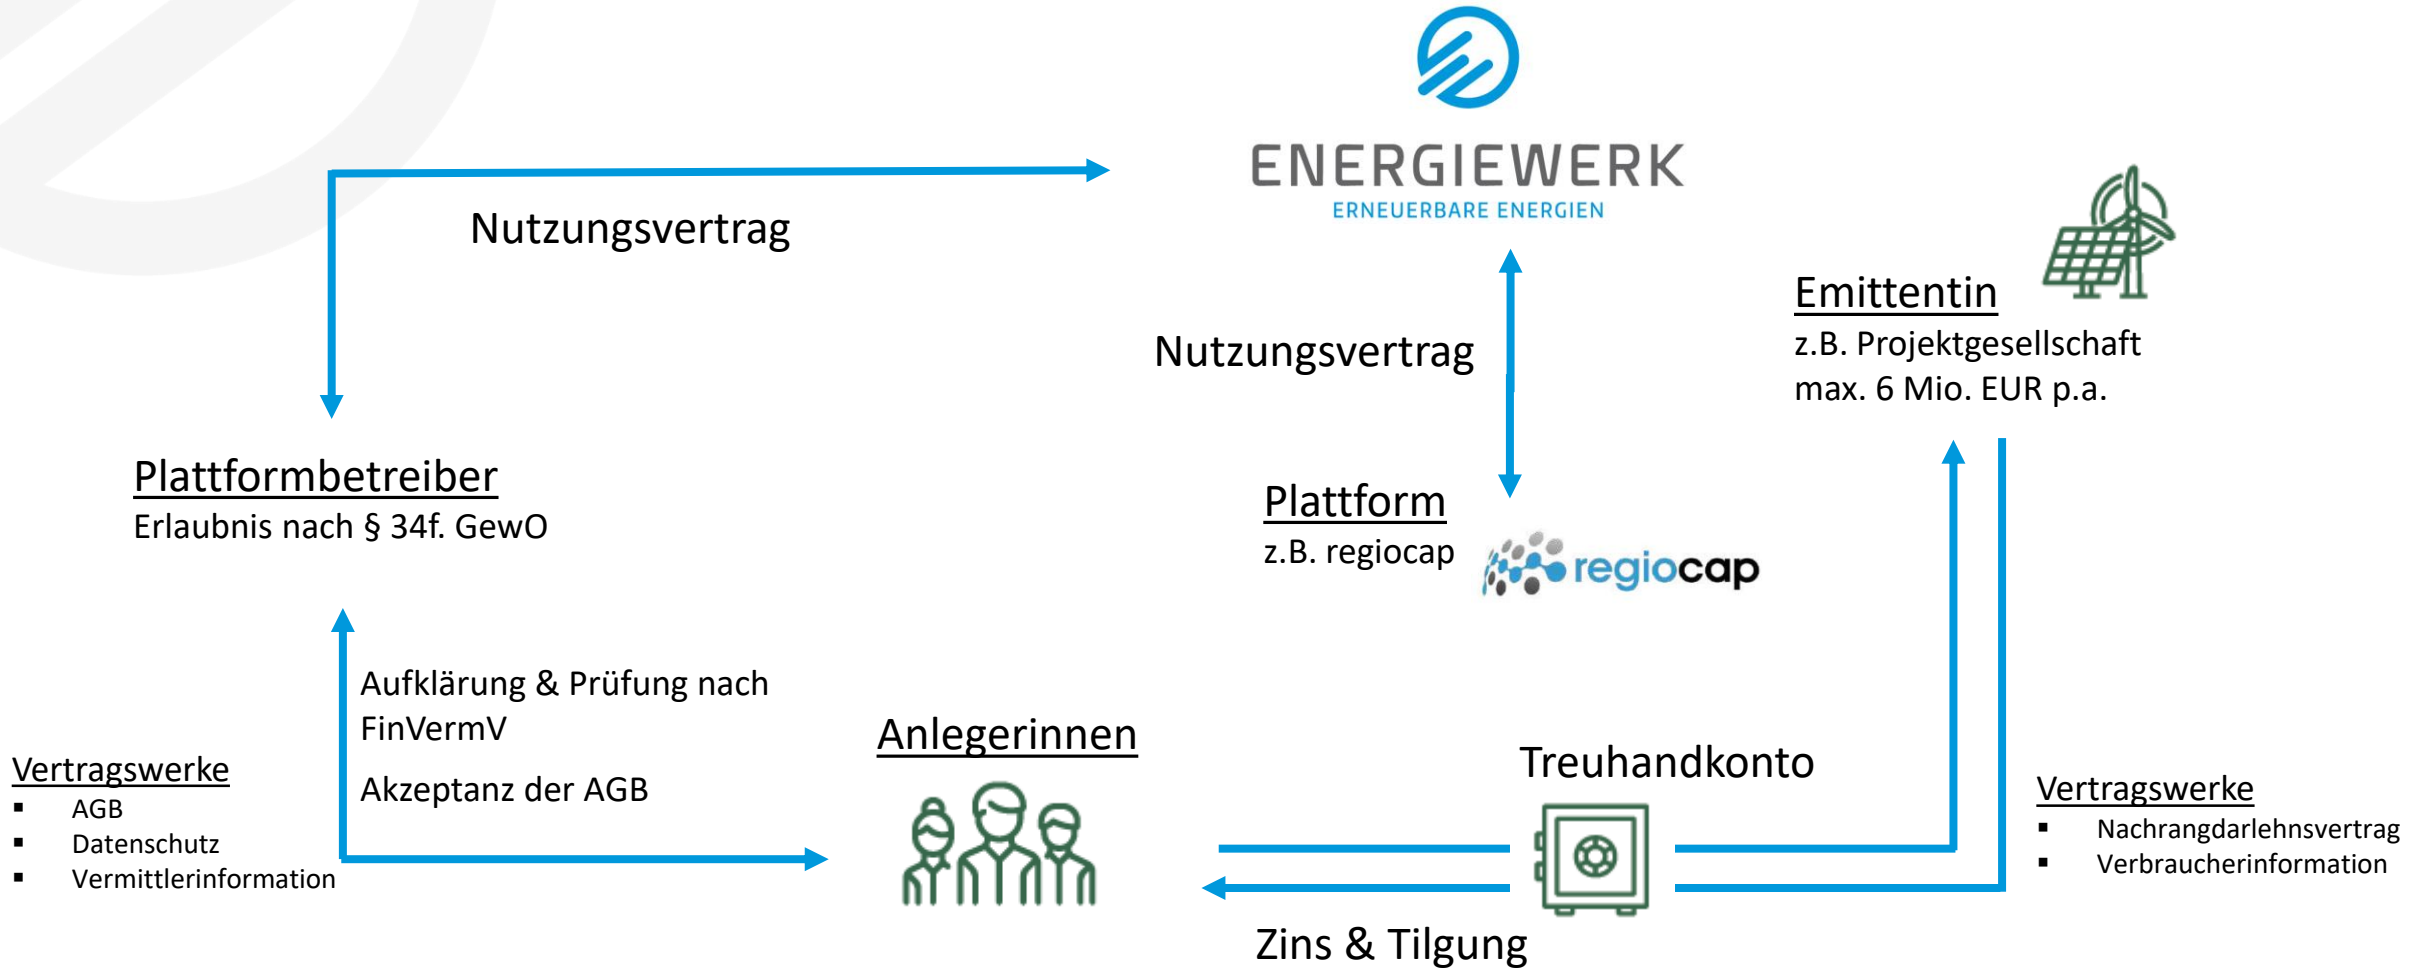 ENERGIEWERK
ERNEUERBARE ENERGIEN
Nutzungsvertrag
Emittentin
z.B. Projektgesellschaft
max. 6 Mio. EUR p.a.
Nutzungsvertrag
Plattformbetreiber
Erlaubnis nach § 34f. GewO
Plattform
z.B. regiocap
regiocap
Aufklärung & Prüfung nach
FinVermV
Akzeptanz der AGB
Anlegerinnen
Treuhandkonto
Vertragswerke
▪ AGB
▪ Datenschutz
▪ Vermittlerinformation
Vertragswerke
▪ Nachrangdarlehnsvertrag
▪ Verbraucherinformation
Zins & Tilgung